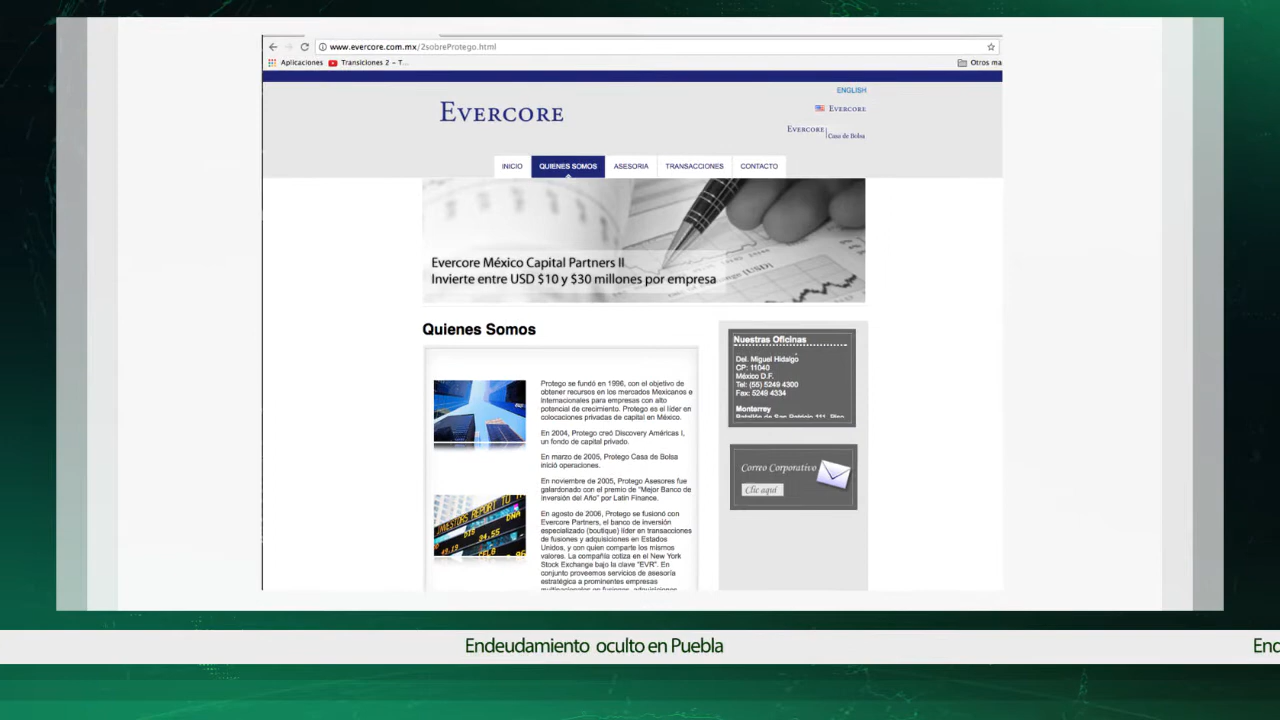 www.evercore.com.mx/2sobreProtego.html
Aplicaciones Transiciones 2 – T... Otros ma
ENGLISH
EVERCORE
EVERCORE
EVERCORE Casa de Bolsa
INICIO QUIENES SOMOS ASESORIA TRANSACCIONES CONTACTO
Evercore México Capital Partners II
Invierte entre USD $10 y $30 millones por empresa
Quienes Somos
Protego se fundó en 1996, con el objetivo de
obtener recursos en los mercados Mexicanos e
Internacionales para empresas con alto
potencial de crecimiento. Protego es el líder en
colocaciones privadas de capital en México.
En 2004, Protego creó Discovery Américas I,
un fondo de capital privado.
En marzo de 2005, Protego Casa de Bolsa
inició operaciones.
En noviembre de 2005, Protego Asesores fue
galardonado con el premio de "Mejor Banco de
Inversión del Año" por Latin Finance.
En agosto de 2006, Protego se fusionó con
Evercore Partners, el banco de inversión
especializado (boutique) líder en transacciones
de fusiones y adquisiciones en Estados
Unidos, y con quien comparte los mismos
valores. La compañía cotiza en el New York
Stock Exchange bajo la clave "EVR". En
conjunto proveemos servicios de asesoría
estratégica a prominentes empresas
multinacionales en fusiones, adquisiciones
Nuestras Oficinas
Del. Miguel Hidalgo
CP: 11040
México D.F.
Tel: (55) 5249 4300
Fax: 5249 4334
Monterrey
Correo Corporativo
Clic aquí
Endeudamiento oculto en Puebla
End